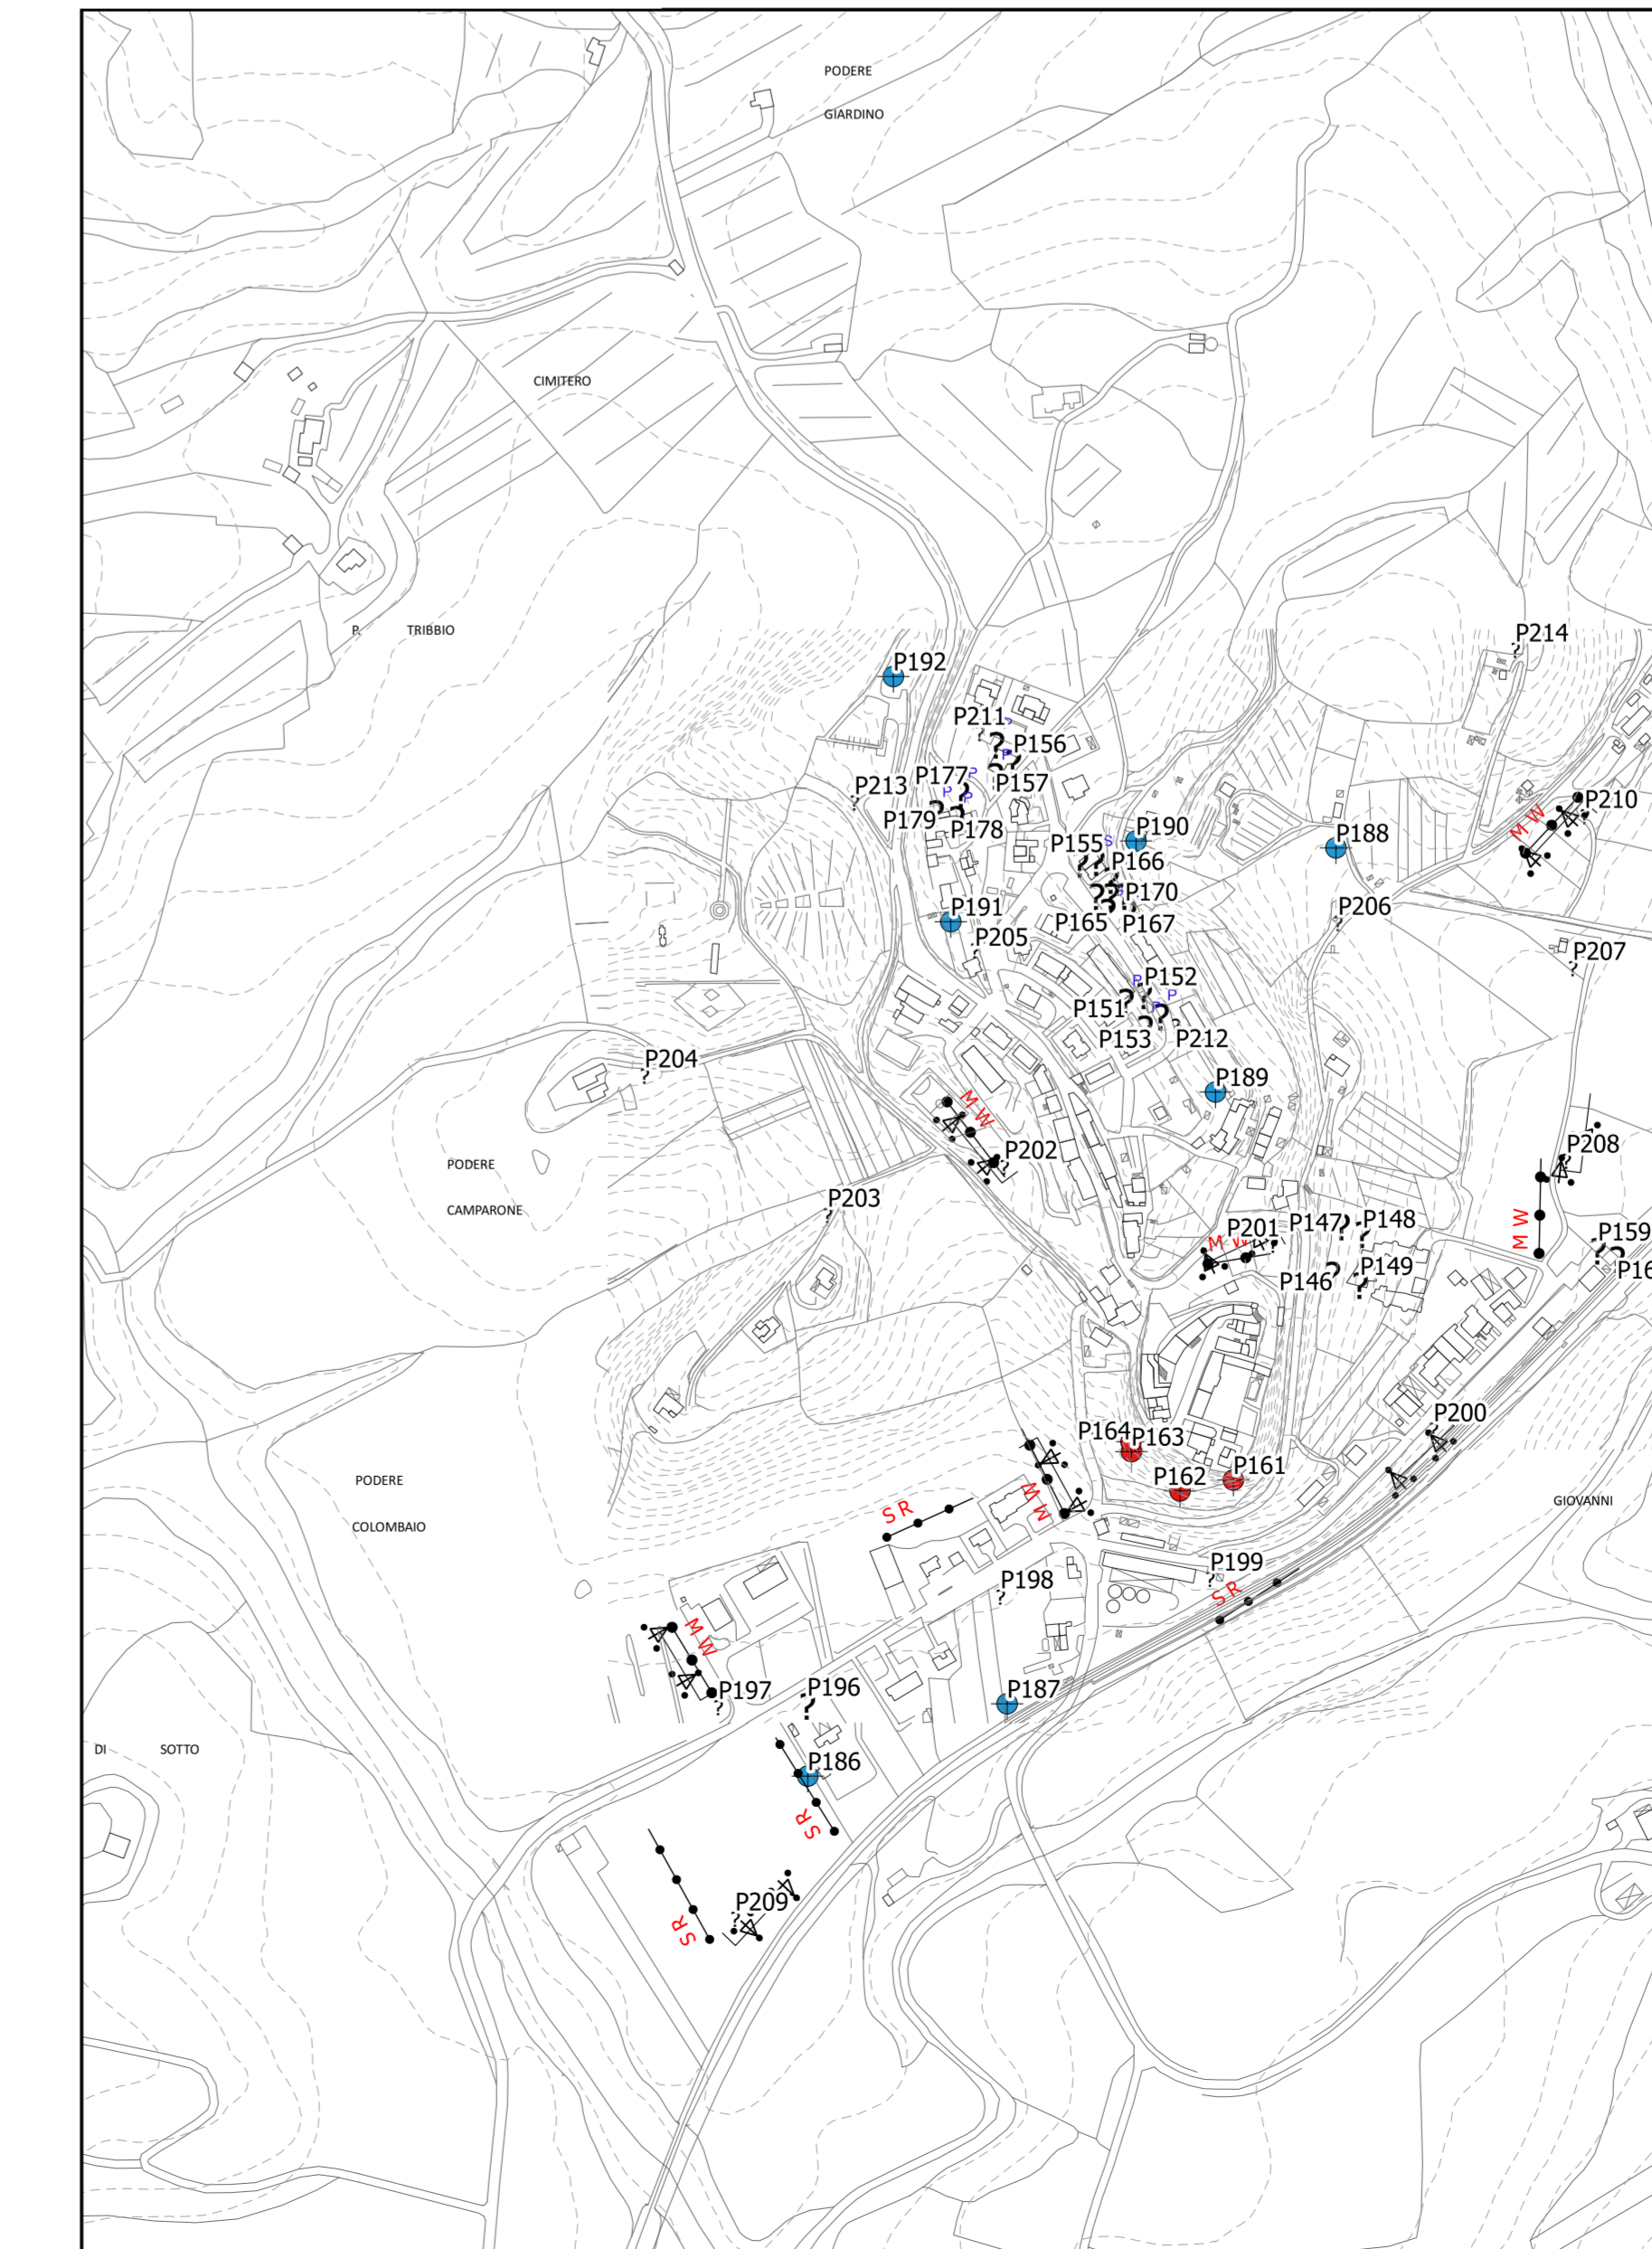 PODERE
GIARDINO
CIMITERO
P. TRIBBIO
P214
P192
P211
P156
P
P
P177
P
P157
P213
P
P
P210
P179
P178
M W
P190
P188
P155
S
P166
P170
P191
P206
P165
P167
P205
P207
P152
P
P
P151
P
P153
P212
P204
P189
M W
P208
P202
PODERE
P203
CAMPARONE
P201
P147
P148
P159
M W
M W
P149
P146
P200
P164
P163
P161
P162
PODERE
M W
GIOVANNI
S R
COLOMBAIO
P199
P198
S R
M W
P197
P196
P187
DI SOTTO
P186
S R
P209
S R